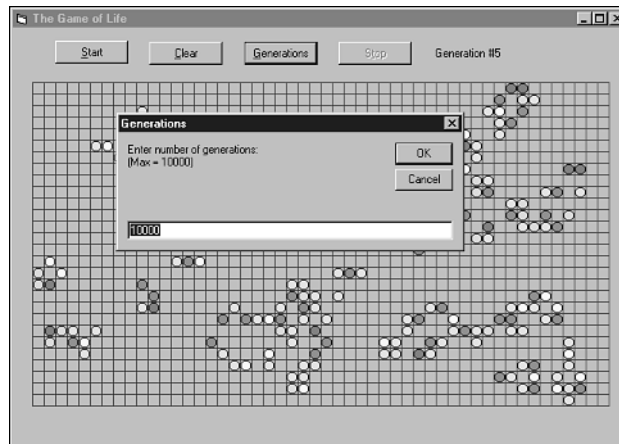 The Game of Life
Start Clear Generations Stop Generation #5
Generations
Enter number of generations:
(Max = 10000)
OK
Cancel
10000